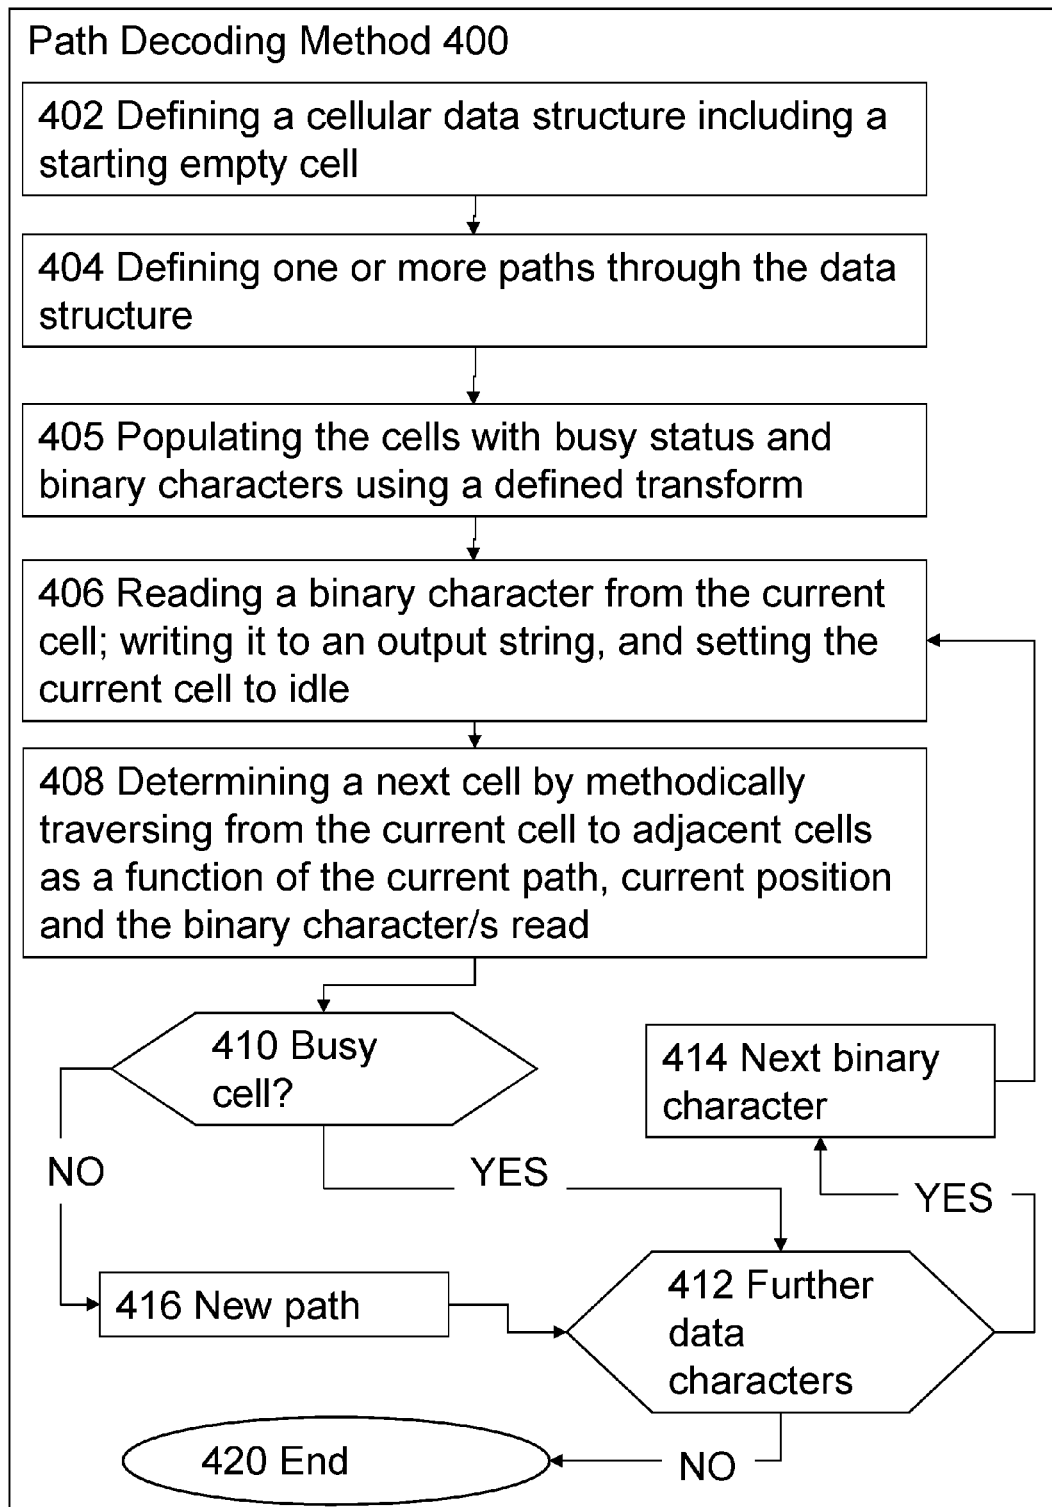 Path Decoding Method 400
402 Defining a cellular data structure including a
starting empty cell
404 Defining one or more paths through the data
structure
405 Populating the cells with busy status and
binary characters using a defined transform
406 Reading a binary character from the current
cell; writing it to an output string, and setting the
current cell to idle
408 Determining a next cell by methodically
traversing from the current cell to adjacent cells
as a function of the current path, current position
and the binary character/s read
410 Busy
cell?
414 Next binary
character
NO
YES
YES
416 New path
412 Further
data
characters
420 End
NO